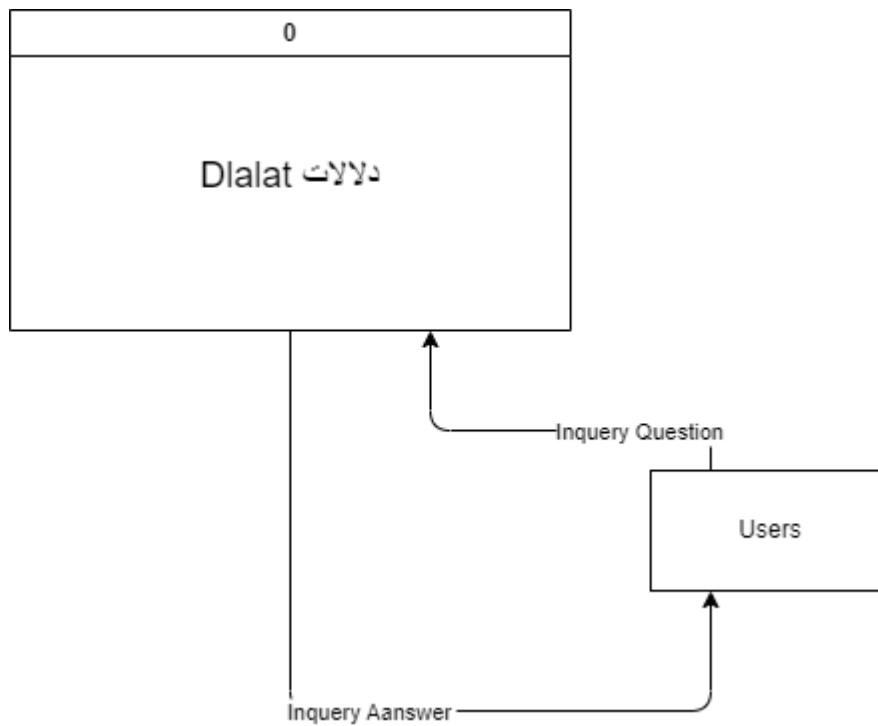 0
Dlalat دلالات
Inquery Question
Users
Inquery Aanswer